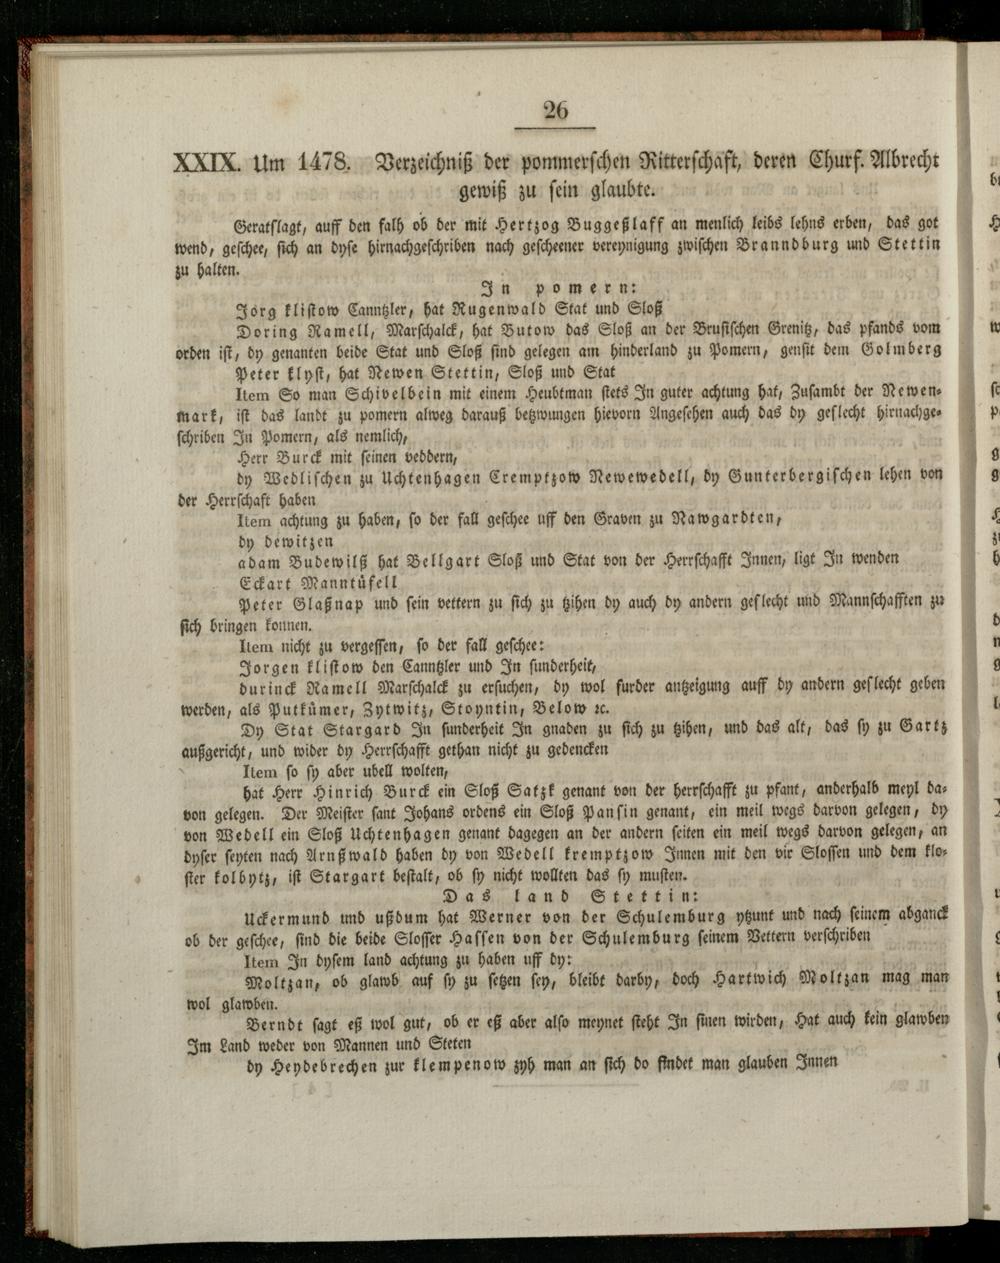 26
XXIX. Um 1478. Verzeichniß der pommerschen Ritterschaft, deren Churf. Albrecht
gewiß zu sein glaubte.
Geratslagt, auff den falh ob der mit Hertzog Buggeßlaff an menlich leibs lehns erben, das got
wend, geschee, sich an dyse hirnachgeschriben nach gescheener vereynigung zwischen Branndburg und Stettin
zu halten.
In pomern:
Jorg klistow Canntzler, hat Rugenwald Stat und Sloß
Doring Ramell, Marschalck, hat Butow das Sloß an der Brusischen Grenitz, das pfands vom
orden ist, dy genanten beide Stat und Sloß sind gelegen am hinderland zu Pomern, gensit dem Golmberg
Peter klyst, hat Newen Stettin, Sloß und Stat
Item So man Schivelbein mit einem Heubtman stets In guter achtung hat, Zusambt der Newen-
mark, ist das landt zu pomern alweg darauß betzwungen hievorn Angesehen auch das dy geslecht hirnachge-
schriben In Pomern, als nemlich,
Herr Burck mit seinen veddern,
dy Wedlischen zu Uchtenhagen Cremptzow Newewedell, dy Gunterbergischen lehen von
der Herrschaft haben
Item achtung zu haben, so der fall geschee uff den Graven zu Nawgardten,
dy dewitzen
adam Budewilß hat Bellgart Sloß und Stat von der Herrschafft Innen, ligt In wenden
Eckart Manntüfell
Peter Glaßnap und sein vettern zu sich zu tzihen dy auch dy andern geslecht und Mannschafften zu
sich bringen konnen.
Item nicht zu vergessen, so der fall geschee:
Jorgen klistow den Canntzler und In sunderheit,
durinck Ramell Marschalck zu ersuchen, dy wol furder antzeigung auff dy andern geslecht geben
werden, als Putkůmer, Zytwitz, Stoyntin, Below ꝛc.
Dy Stat Stargard In sunderheit In gnaden zu sich zu tzihen, und das alt, das sy zu Gartz
außgericht, und wider dy Herrschafft gethan nicht zu gedencken
Item so sy aber ubell wolten,
hat Herr Hinrich Burck ein Sloß Satzk genant von der herrschafft zu pfant, anderhalb meyl da-
von gelegen. Der Meister sant Johans ordens ein Sloß Pansin genant, ein meil wegs darvon gelegen, dy
von Wedell ein Sloß Uchtenhagen genant dagegen an der andern seiten ein meil wegs darvon gelegen, an
dyser seyten nach Arnßwald haben dy von Wedell kremptzow Innen mit den vir Slossen und dem klo-
ster kolbytz, ist Stargart bestalt, ob sy nicht wollten das sy musten.
Das land Stettin:
Uckermund und ußdum hat Werner von der Schulemburg ytzunt und nach seinem abganck
ob der geschee, sind die beide Slosser Hassen von der Schulemburg seinem Vettern verschriben
Item In dysem land achtung zu haben uff dy:
Moltzan, ob glawb auf sy zu setzen sey, bleibt darby, doch Hartwich Moltzan mag man
wol glawben.
Berndt sagt eß wol gut, ob er eß aber also meynet steht In sinen wirden, Hat auch kein glawben
Im Land weder von Mannen und Steten
dy Heydebrechen zur klempenow zyh man an sich do findet man glauben Innen